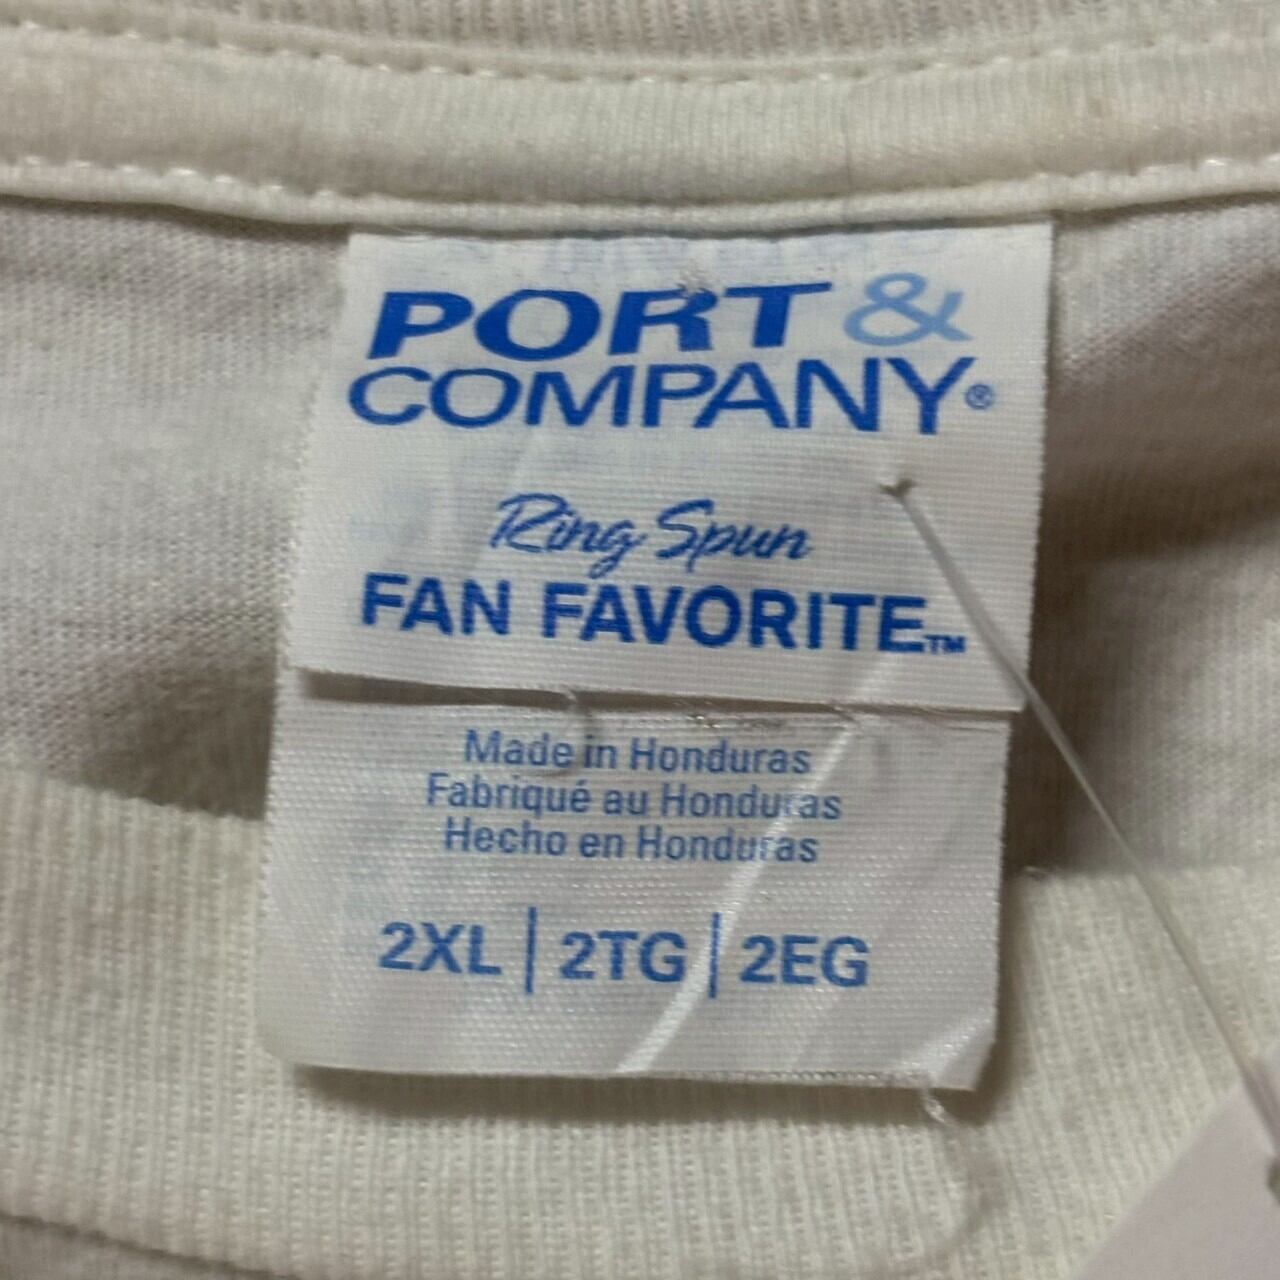 PORT &
COMPANY®
Ring Spun
FAN FAVORITE™
Made in Honduras
Fabriqué au Honduras
Hecho en Honduras
2XL | 2TG | 2EG